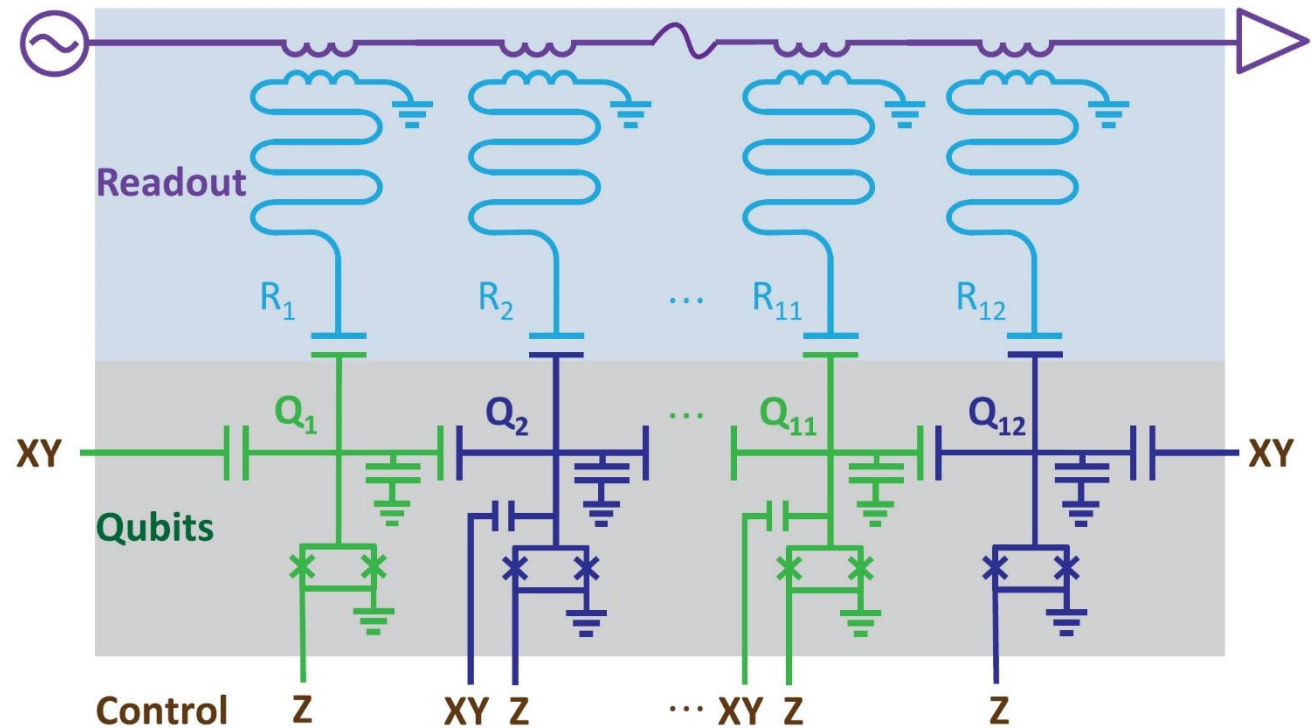 Readout
R₁ R₂ ... R₁₁ R₁₂
Q₁ Q₂ ... Q₁₁ Q₁₂
XY XY
Qubits
Control Z XY Z ... XY Z Z